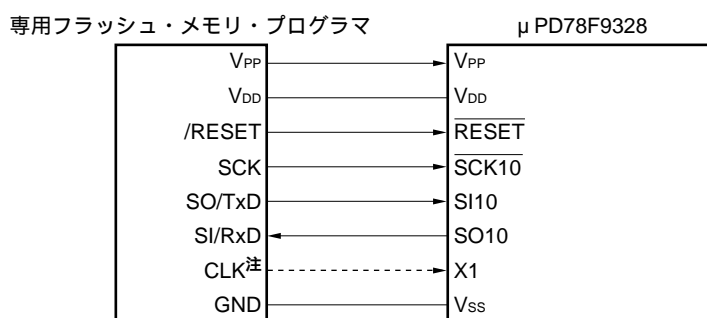 専用フラッシュ・メモリ・プログラマ μPD78F9328
VPP VPP
VDD VDD
/RESET RESET
SCK SCK10
SO/TxD SI10
SI/RxD SO10
CLK注 X1
GND VSS